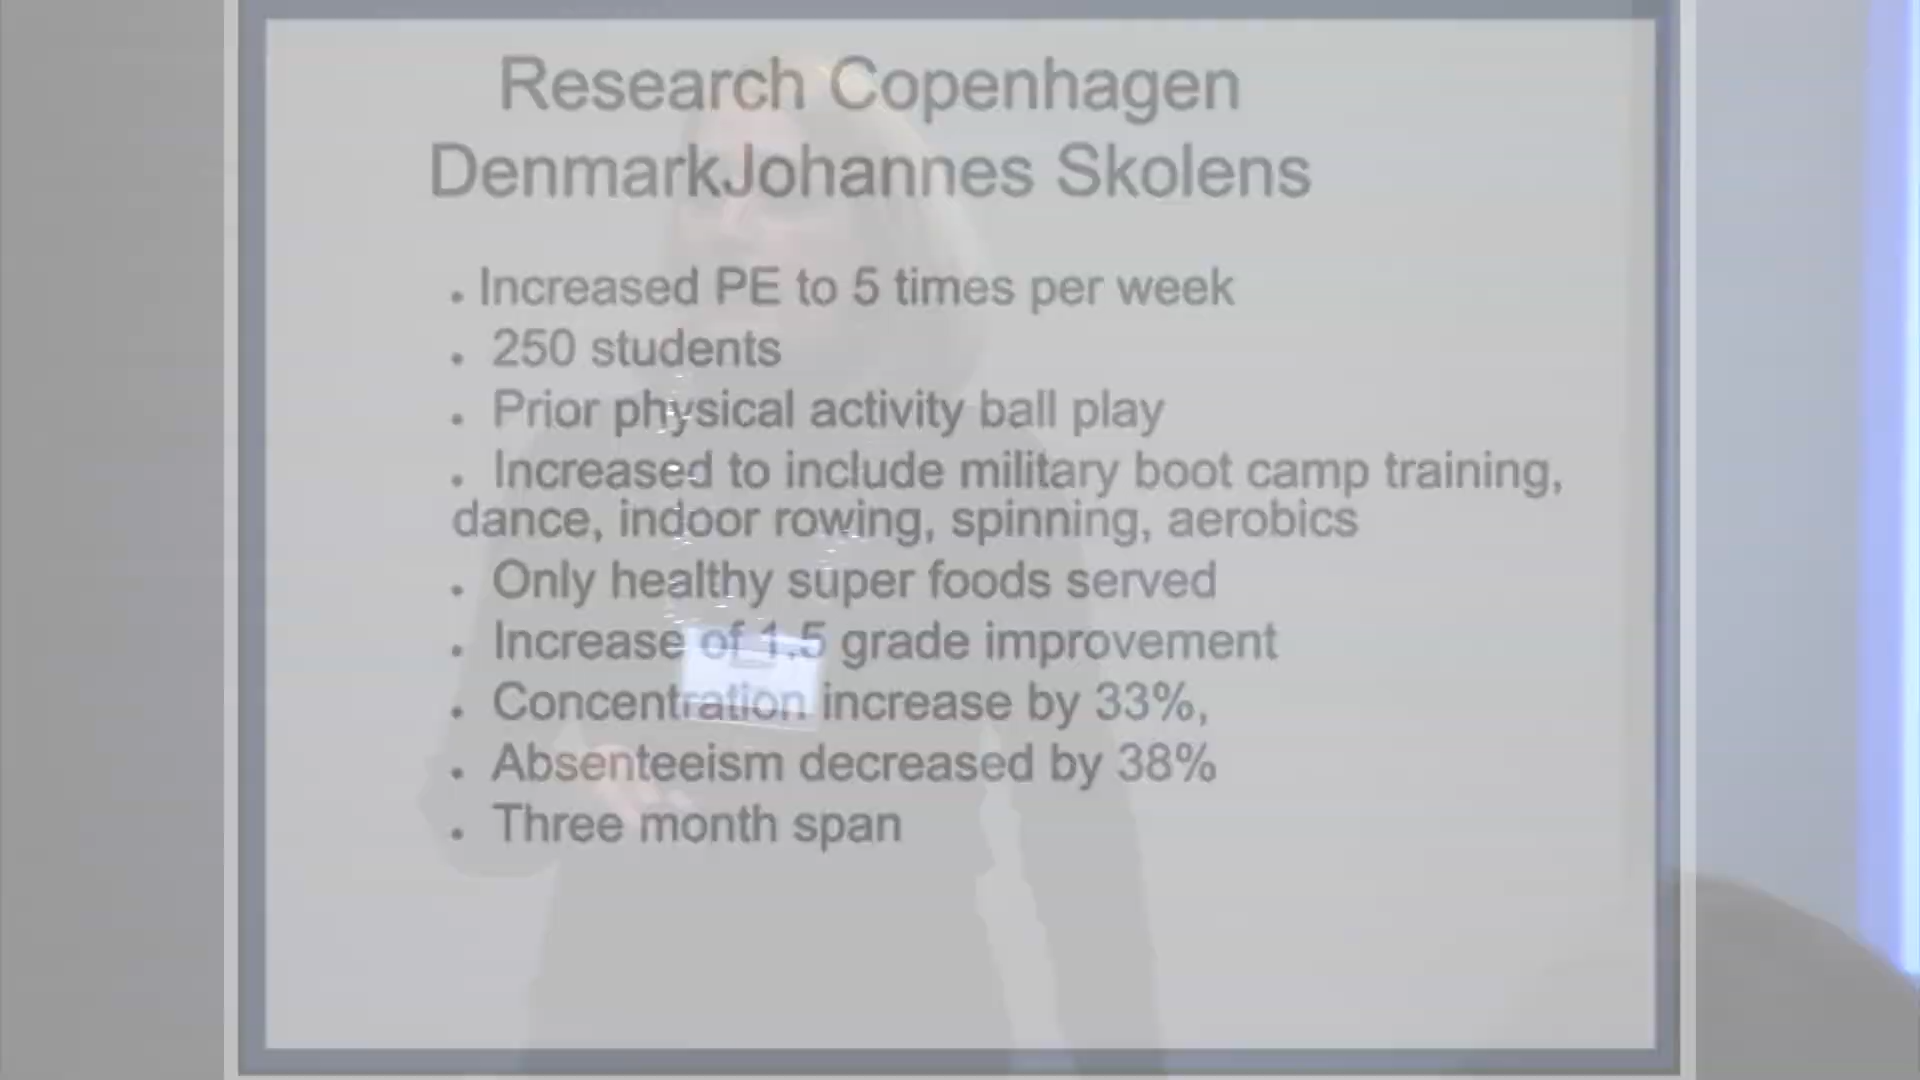 Research Copenhagen
DenmarkJohannes Skolens
. Increased PE to 5 times per week
. 250 students
. Prior physical activity ball play
. Increased to include military boot camp training,
dance, indoor rowing, spinning, aerobics
. Only healthy super foods served
. Increase of 1.5 grade improvement
. Concentration increase by 33%,
. Absenteeism decreased by 38%
. Three month span